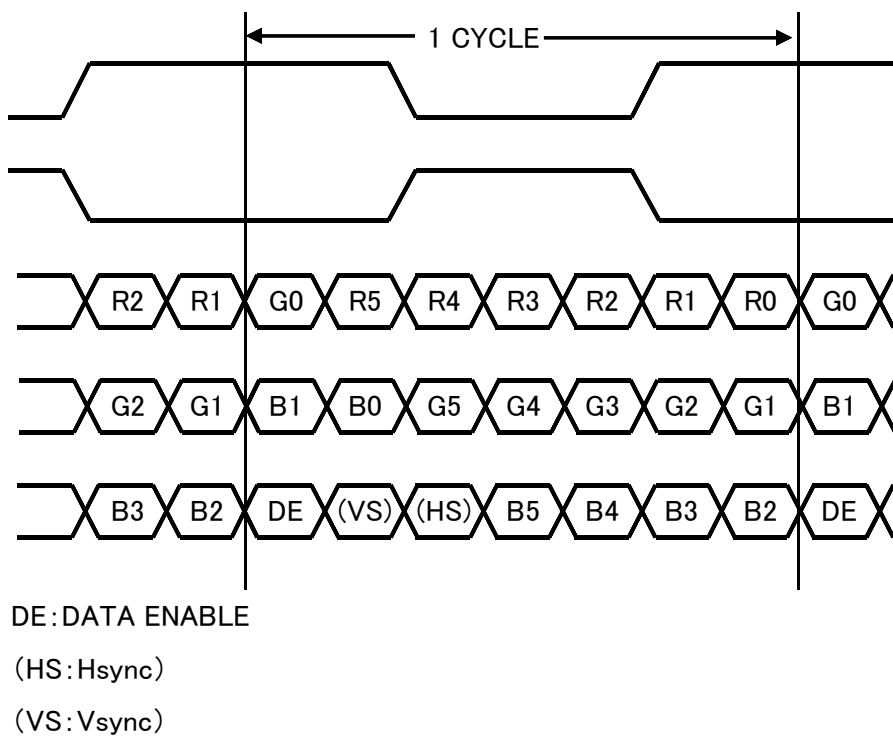 1 CYCLE
R2 R1 G0 R5 R4 R3 R2 R1 R0 G0
G2 G1 B1 B0 G5 G4 G3 G2 G1 B1
B3 B2 DE (VS) (HS) B5 B4 B3 B2 DE
DE:DATA ENABLE
(HS:Hsync)
(VS:Vsync)